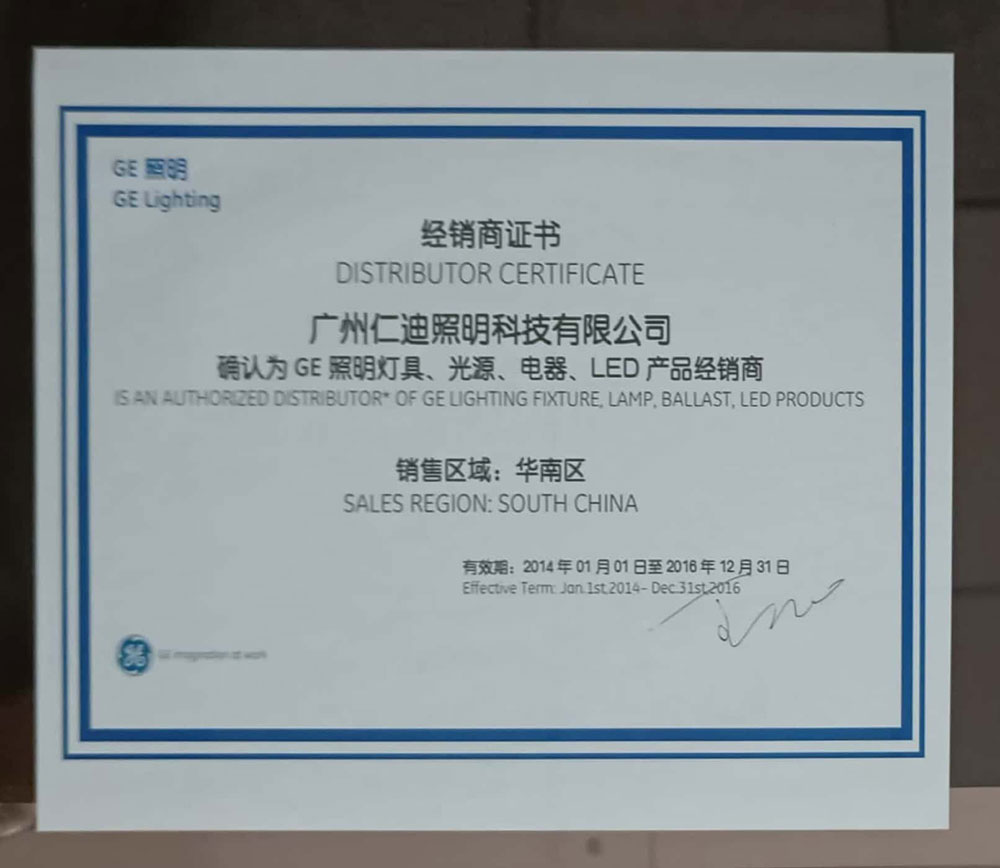 GE 照明
GE Lighting
经销商证书
DISTRIBUTOR CERTIFICATE
广州仁迪照明科技有限公司
确认为 GE 照明灯具、光源、电器、LED 产品经销商
IS AN AUTHORIZED DISTRIBUTOR* OF GE LIGHTING FIXTURE, LAMP, BALLAST, LED PRODUCTS
销售区域：华南区
SALES REGION: SOUTH CHINA
有效期：2014 年 01 月 01 日至 2016 年 12 月 31 日
Effective Term: Jan.1st,2014- Dec.31st,2016
GE imagination at work